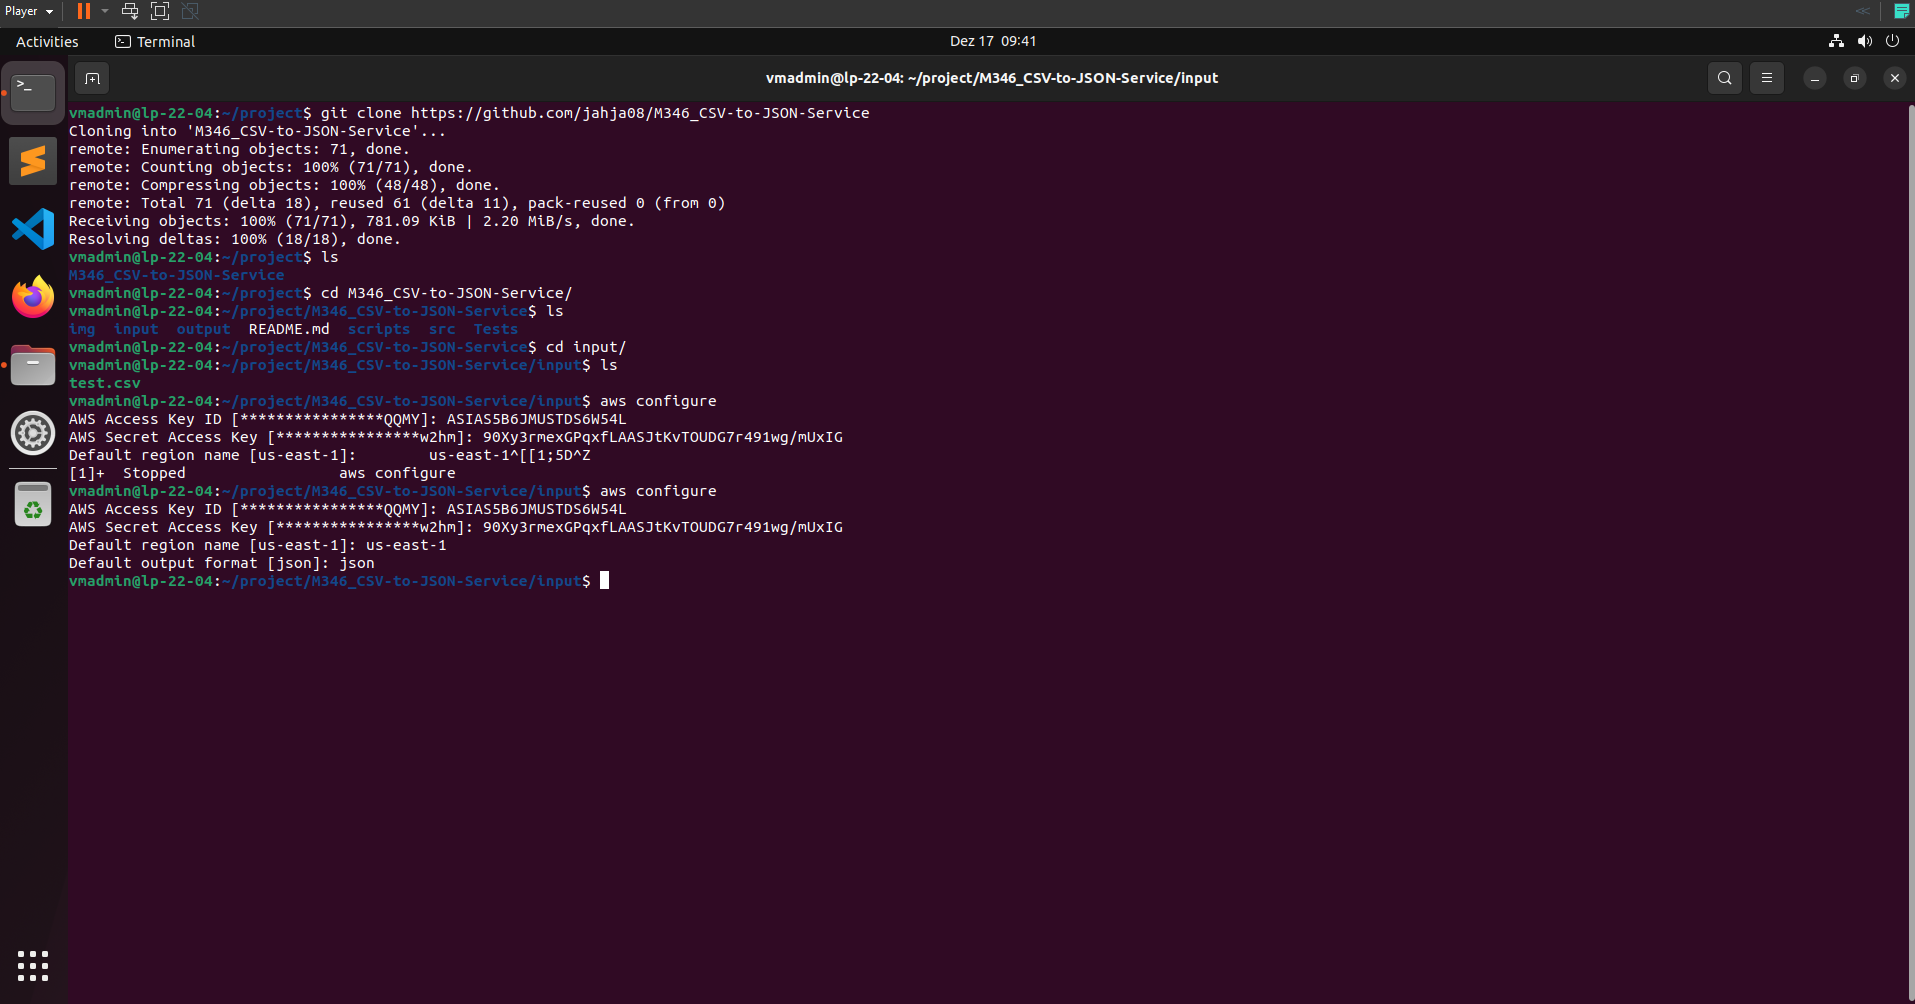 Player
Activities Terminal Dez 17 09:41
vmadmin@lp-22-04: ~/project/M346_CSV-to-JSON-Service/input
vmadmin@lp-22-04:~/project$ git clone https://github.com/jahja08/M346_CSV-to-JSON-Service
Cloning into 'M346_CSV-to-JSON-Service'...
remote: Enumerating objects: 71, done.
remote: Counting objects: 100% (71/71), done.
remote: Compressing objects: 100% (48/48), done.
remote: Total 71 (delta 18), reused 61 (delta 11), pack-reused 0 (from 0)
Receiving objects: 100% (71/71), 781.09 KiB | 2.20 MiB/s, done.
Resolving deltas: 100% (18/18), done.
vmadmin@lp-22-04:~/project$ ls
M346_CSV-to-JSON-Service
vmadmin@lp-22-04:~/project$ cd M346_CSV-to-JSON-Service/
vmadmin@lp-22-04:~/project/M346_CSV-to-JSON-Service$ ls
img input output README.md scripts src Tests
vmadmin@lp-22-04:~/project/M346_CSV-to-JSON-Service$ cd input/
vmadmin@lp-22-04:~/project/M346_CSV-to-JSON-Service/input$ ls
test.csv
vmadmin@lp-22-04:~/project/M346_CSV-to-JSON-Service/input$ aws configure
AWS Access Key ID [****************QQMY]: ASIAS5B6JMUSTDS6W54L
AWS Secret Access Key [****************w2hm]: 90Xy3rmexGPqxfLAASJtKvTOUDG7r491wg/mUxIG
Default region name [us-east-1]: us-east-1^[[1;5D^Z
[1]+ Stopped aws configure
vmadmin@lp-22-04:~/project/M346_CSV-to-JSON-Service/input$ aws configure
AWS Access Key ID [****************QQMY]: ASIAS5B6JMUSTDS6W54L
AWS Secret Access Key [****************w2hm]: 90Xy3rmexGPqxfLAASJtKvTOUDG7r491wg/mUxIG
Default region name [us-east-1]: us-east-1
Default output format [json]: json
vmadmin@lp-22-04:~/project/M346_CSV-to-JSON-Service/input$